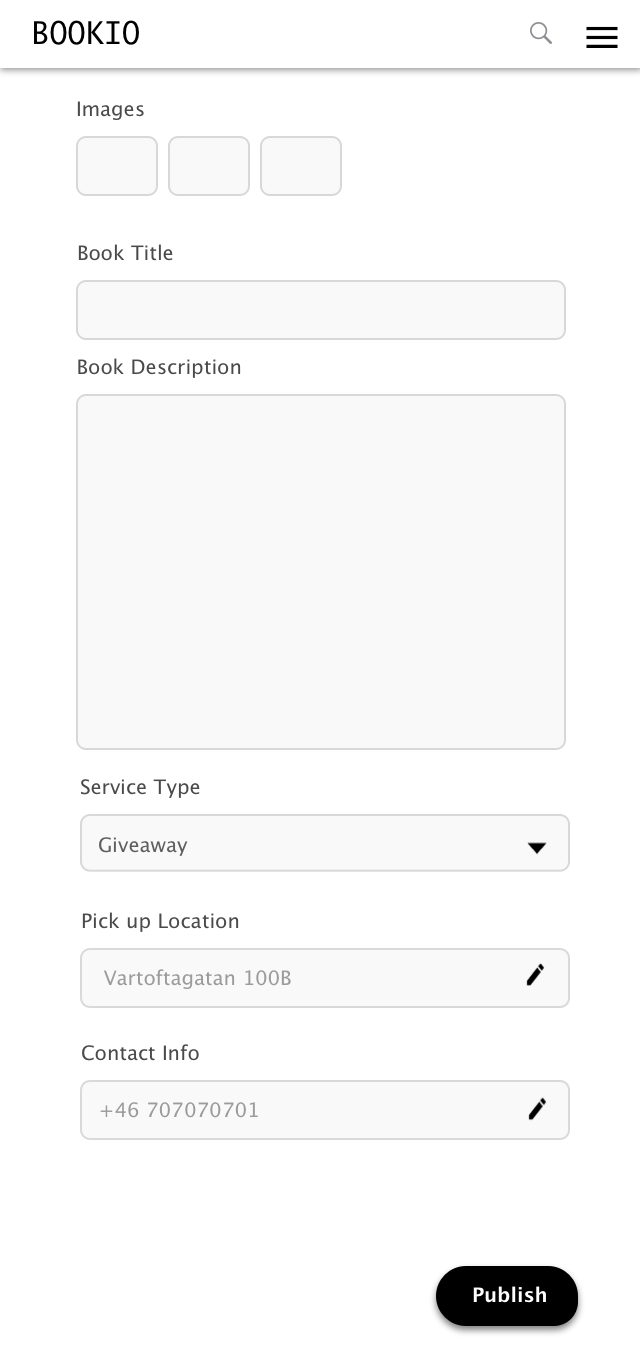 BOOKIO
Images
Book Title
Book Description
Service Type
Giveaway
Pick up Location
Vartoftagatan 100B
Contact Info
+46 707070701
Publish